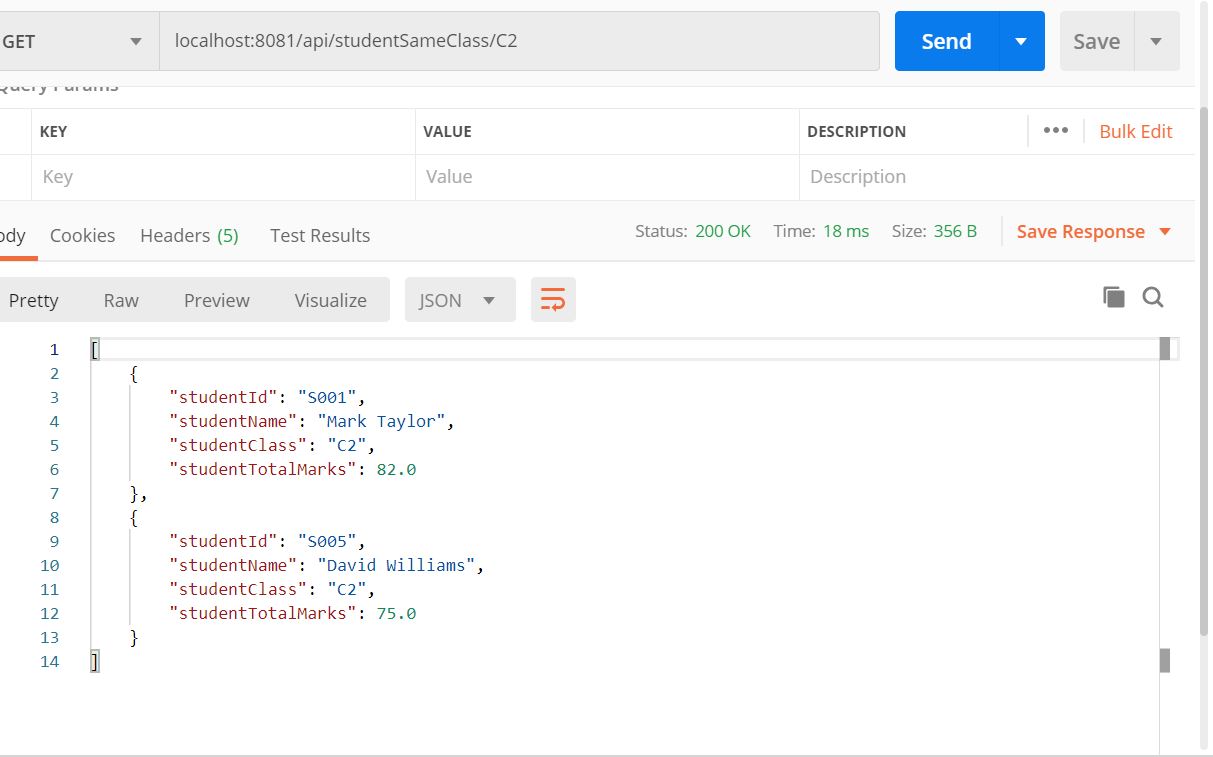 GET localhost:8081/api/studentSameClass/C2 Send Save
Query Params
KEY VALUE DESCRIPTION ••• Bulk Edit
Key Value Description
ody Cookies Headers (5) Test Results Status: 200 OK Time: 18 ms Size: 356 B Save Response
Pretty Raw Preview Visualize JSON
1 [
2 {
3 "studentId": "S001",
4 "studentName": "Mark Taylor",
5 "studentClass": "C2",
6 "studentTotalMarks": 82.0
7 },
8 {
9 "studentId": "S005",
10 "studentName": "David Williams",
11 "studentClass": "C2",
12 "studentTotalMarks": 75.0
13 }
14 ]